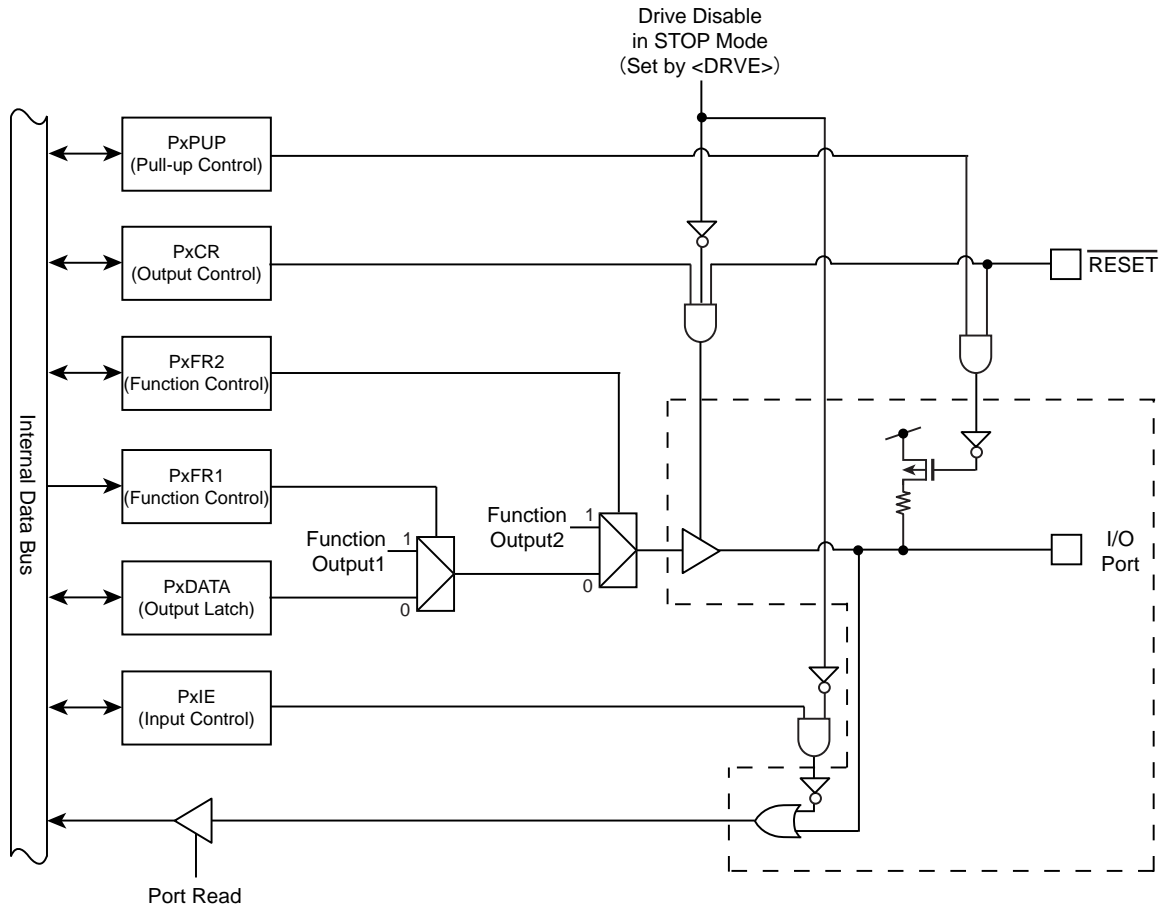 Drive Disable
in STOP Mode
（Set by <DRVE>）
PxPUP
(Pull-up Control)
PxCR
(Output Control)
RESET
PxFR2
(Function Control)
Internal Data Bus
PxFR1
(Function Control)
Function
Output1
1
0
Function
Output2
1
0
I/O
Port
PxDATA
(Output Latch)
PxIE
(Input Control)
Port Read